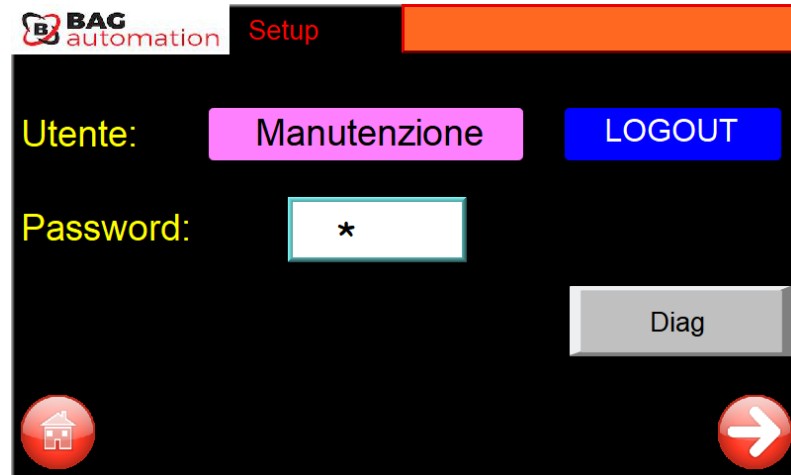 BAG
automation
Setup
Utente:
Manutenzione
LOGOUT
Password:
*
Diag